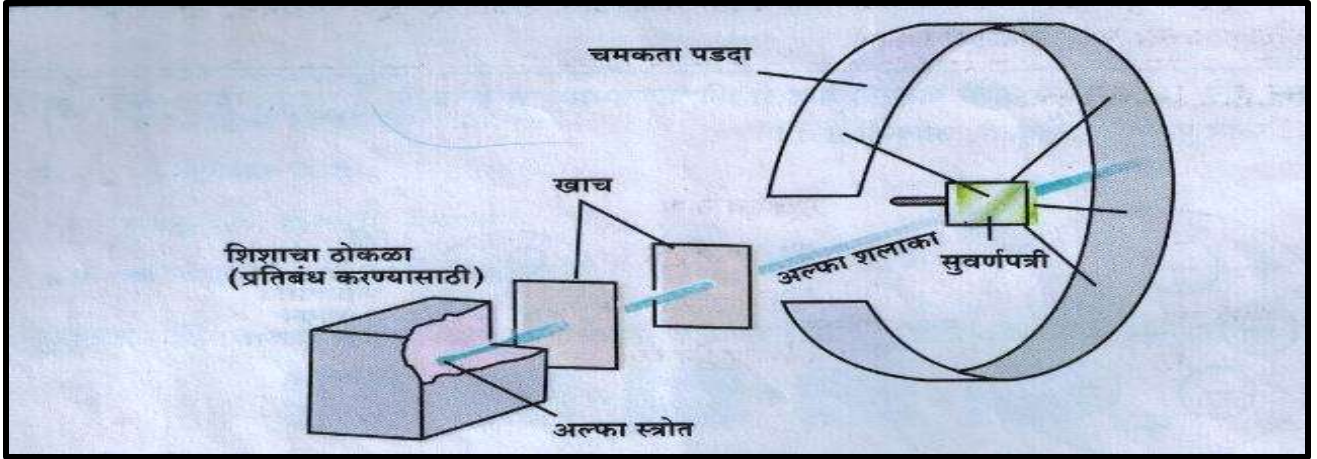 चमकता पडदा
खाच
शिशाचा ठोकळा
(प्रतिबंध करण्यासाठी)
अल्फा शलाका
सुवर्णपत्री
अल्फा स्त्रोत